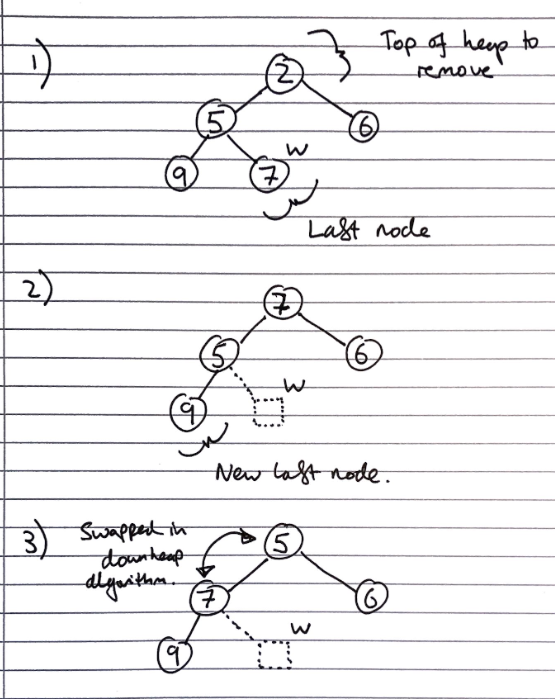 1)
Top of heap to
remove
2
5
6
W
9
7
Last node
2)
7
5
6
W
9
New last node.
3)
Swapped in
downheap
algorithm.
5
7
6
W
9